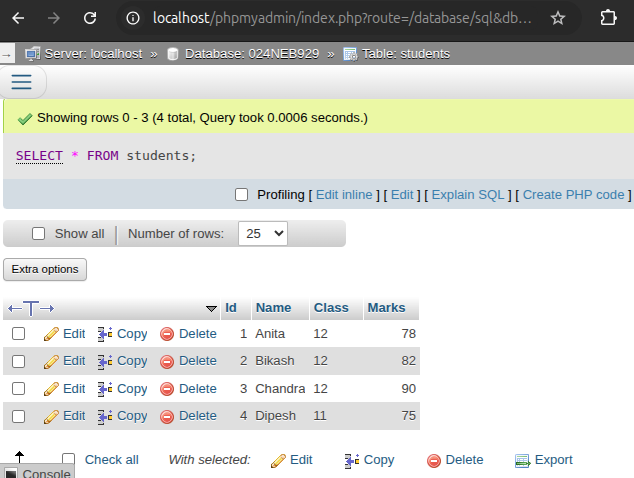 localhost/phpmyadmin/index.php?route=/database/sql&db…
Server: localhost » Database: 024NEB929 » Table: students
Showing rows 0 - 3 (4 total, Query took 0.0006 seconds.)
SELECT * FROM students;
Profiling [ Edit inline ] [ Edit ] [ Explain SQL ] [ Create PHP code ]
Show all Number of rows: 25
Extra options
Id Name Class Marks
Edit Copy Delete 1 Anita 12 78
Edit Copy Delete 2 Bikash 12 82
Edit Copy Delete 3 Chandra 12 90
Edit Copy Delete 4 Dipesh 11 75
Check all With selected: Edit Copy Delete Export
Console